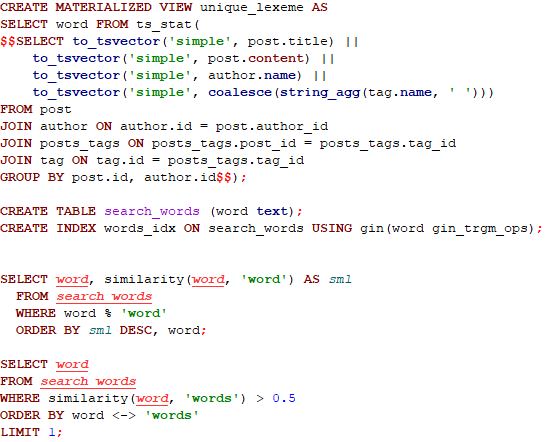 CREATE MATERIALIZED VIEW unique_lexeme AS
SELECT word FROM ts_stat(
$$SELECT to_tsvector('simple', post.title) ||
    to_tsvector('simple', post.content) ||
    to_tsvector('simple', author.name) ||
    to_tsvector('simple', coalesce(string_agg(tag.name, ' ')))
FROM post
JOIN author ON author.id = post.author_id
JOIN posts_tags ON posts_tags.post_id = posts_tags.tag_id
JOIN tag ON tag.id = posts_tags.tag_id
GROUP BY post.id, author.id$$);
CREATE TABLE search_words (word text);
CREATE INDEX words_idx ON search_words USING gin(word gin_trgm_ops);
SELECT word, similarity(word, 'word') AS sml
  FROM search_words
  WHERE word % 'word'
  ORDER BY sml DESC, word;
SELECT word
FROM search_words
WHERE similarity(word, 'words') > 0.5
ORDER BY word <-> 'words'
LIMIT 1;